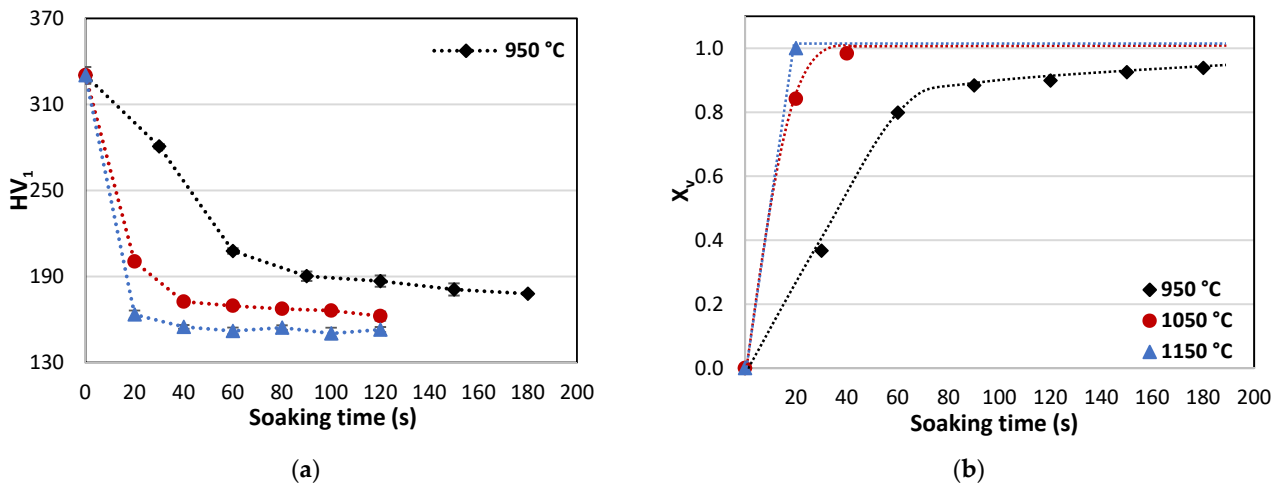 370
310
250
190
130
HV1
950 °C
0 20 40 60 80 100 120 140 160 180 200
Soaking time (s)
(a)
1.0
0.8
0.6
0.4
0.2
0.0
Xv
950 °C
1050 °C
1150 °C
20 40 60 80 100 120 140 160 180 200
Soaking time (s)
(b)